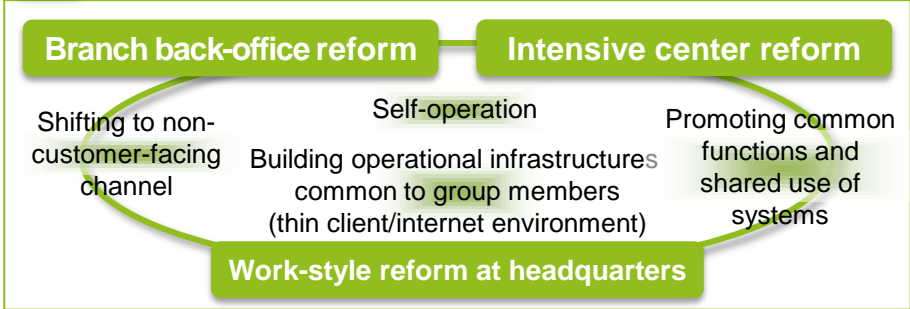 Branch back-office reform
Intensive center reform
Shifting to non-
customer-facing
channel
Self-operation
Building operational infrastructures
common to group members
(thin client/internet environment)
Promoting common
functions and
shared use of
systems
Work-style reform at headquarters